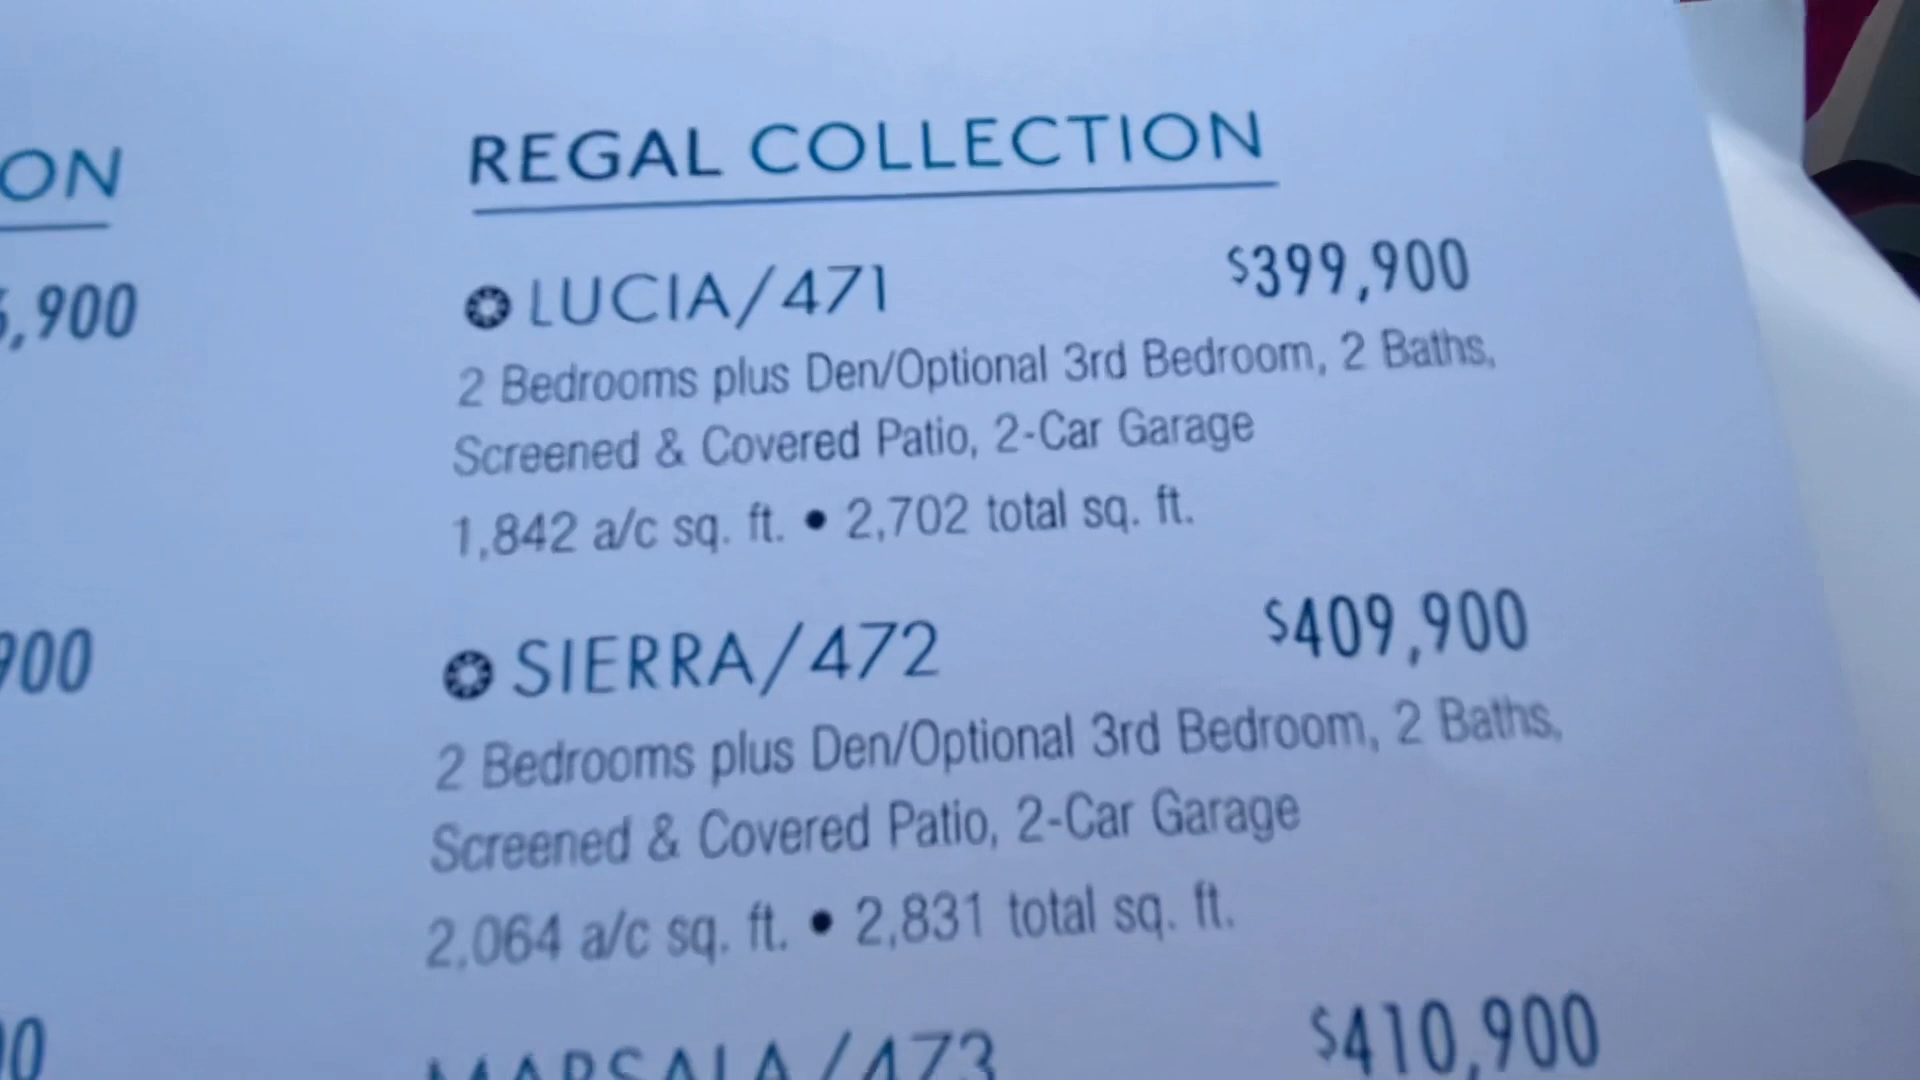 ON
,900
900
REGAL COLLECTION
LUCIA/471 $399,900
2 Bedrooms plus Den/Optional 3rd Bedroom, 2 Baths,
Screened & Covered Patio, 2-Car Garage
1,842 a/c sq. ft. • 2,702 total sq. ft.
SIERRA/472 $409,900
2 Bedrooms plus Den/Optional 3rd Bedroom, 2 Baths,
Screened & Covered Patio, 2-Car Garage
2,064 a/c sq. ft. • 2,831 total sq. ft.
MARSALA/473 $410,900